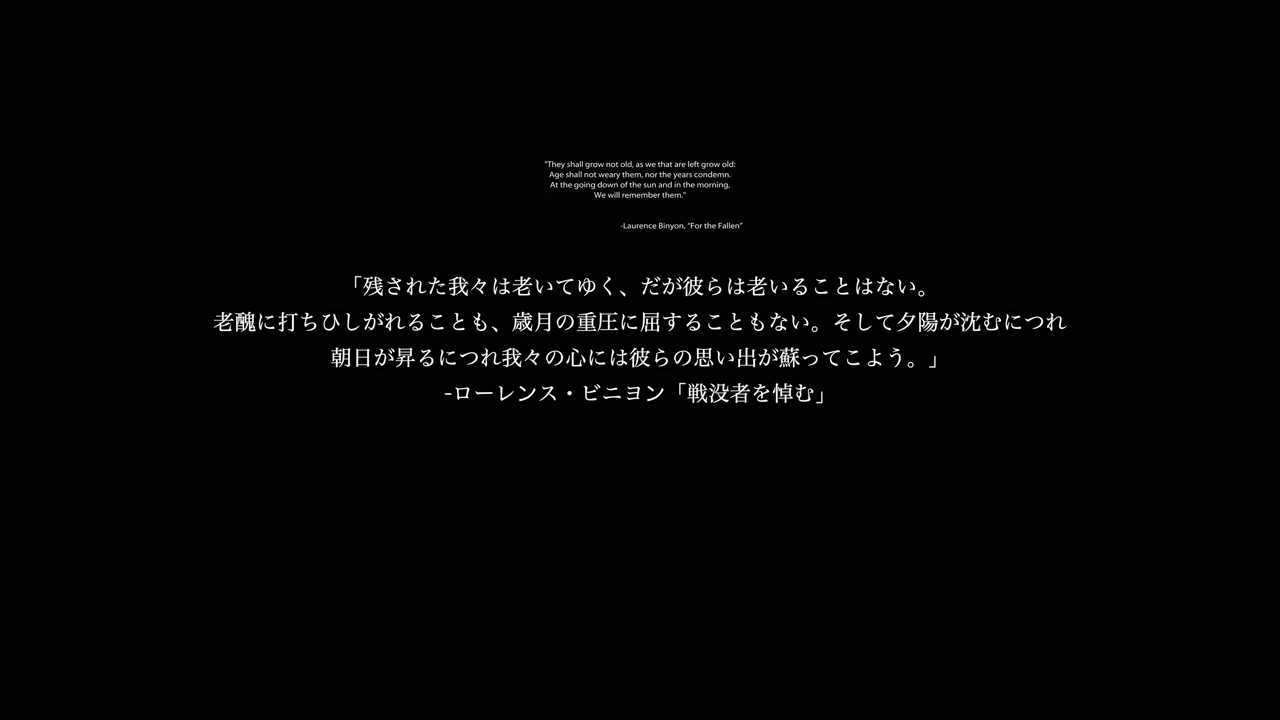 "They shall grow not old, as we that are left grow old:
Age shall not weary them, nor the years condemn.
At the going down of the sun and in the morning,
We will remember them."
-Laurence Binyon, "For the Fallen"
「残された我々は老いてゆく、だが彼らは老いることはない。
老醜に打ちひしがれることも、歳月の重圧に屈することもない。そして夕陽が沈むにつれ
朝日が昇るにつれ我々の心には彼らの思い出が蘇ってこよう。」
-ローレンス・ビニヨン「戦没者を悼む」